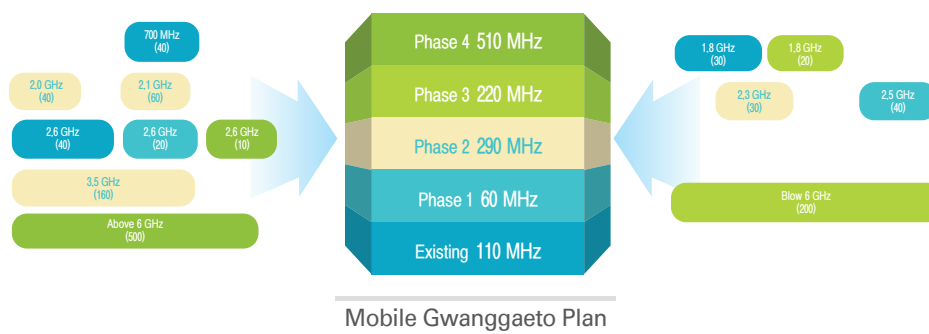 700 MHz
(40)
2,0 GHz
(40)
2,1 GHz
(60)
2,6 GHz
(40)
2,6 GHz
(20)
2,6 GHz
(10)
3,5 GHz
(160)
Above 6 GHz
(500)
Phase 4 510 MHz
Phase 3 220 MHz
Phase 2 290 MHz
Phase 1 60 MHz
Existing 110 MHz
1,8 GHz
(30)
1,8 GHz
(20)
2,3 GHz
(30)
2,5 GHz
(40)
Blow 6 GHz
(200)
Mobile Gwanggaeto Plan